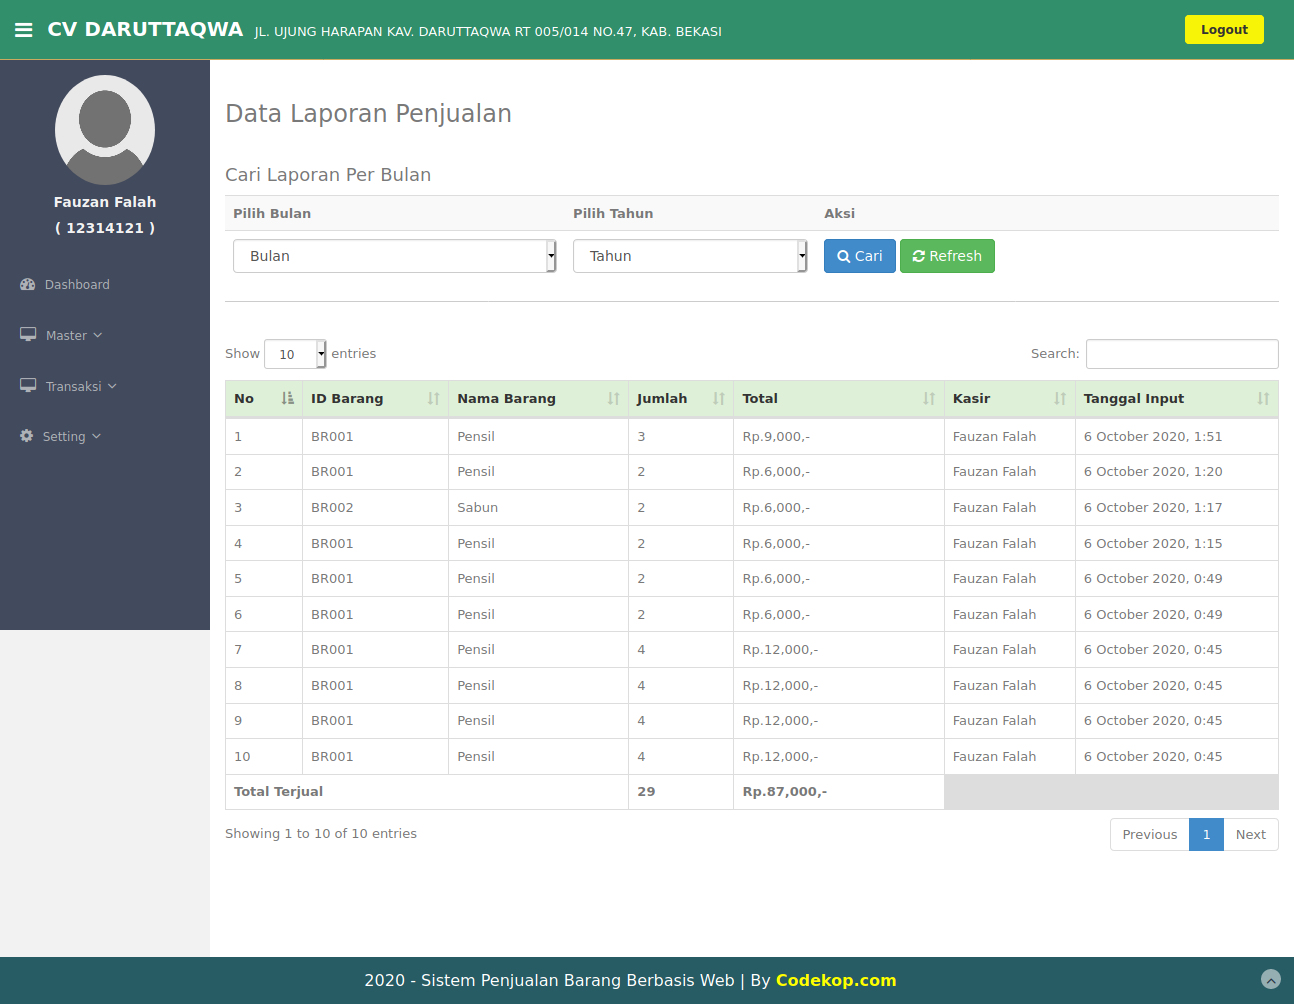 CV DARUTTAQWA JL. UJUNG HARAPAN KAV. DARUTTAQWA RT 005/014 NO.47, KAB. BEKASI Logout
Fauzan Falah
( 12314121 )
Dashboard
Master
Transaksi
Setting
Data Laporan Penjualan
Cari Laporan Per Bulan
Pilih Bulan Pilih Tahun Aksi
Bulan Tahun Cari Refresh
Show 10 entries Search:
No ID Barang Nama Barang Jumlah Total Kasir Tanggal Input
1 BR001 Pensil 3 Rp.9,000,- Fauzan Falah 6 October 2020, 1:51
2 BR001 Pensil 2 Rp.6,000,- Fauzan Falah 6 October 2020, 1:20
3 BR002 Sabun 2 Rp.6,000,- Fauzan Falah 6 October 2020, 1:17
4 BR001 Pensil 2 Rp.6,000,- Fauzan Falah 6 October 2020, 1:15
5 BR001 Pensil 2 Rp.6,000,- Fauzan Falah 6 October 2020, 0:49
6 BR001 Pensil 2 Rp.6,000,- Fauzan Falah 6 October 2020, 0:49
7 BR001 Pensil 4 Rp.12,000,- Fauzan Falah 6 October 2020, 0:45
8 BR001 Pensil 4 Rp.12,000,- Fauzan Falah 6 October 2020, 0:45
9 BR001 Pensil 4 Rp.12,000,- Fauzan Falah 6 October 2020, 0:45
10 BR001 Pensil 4 Rp.12,000,- Fauzan Falah 6 October 2020, 0:45
Total Terjual 29 Rp.87,000,-
Showing 1 to 10 of 10 entries Previous 1 Next
2020 - Sistem Penjualan Barang Berbasis Web | By Codekop.com